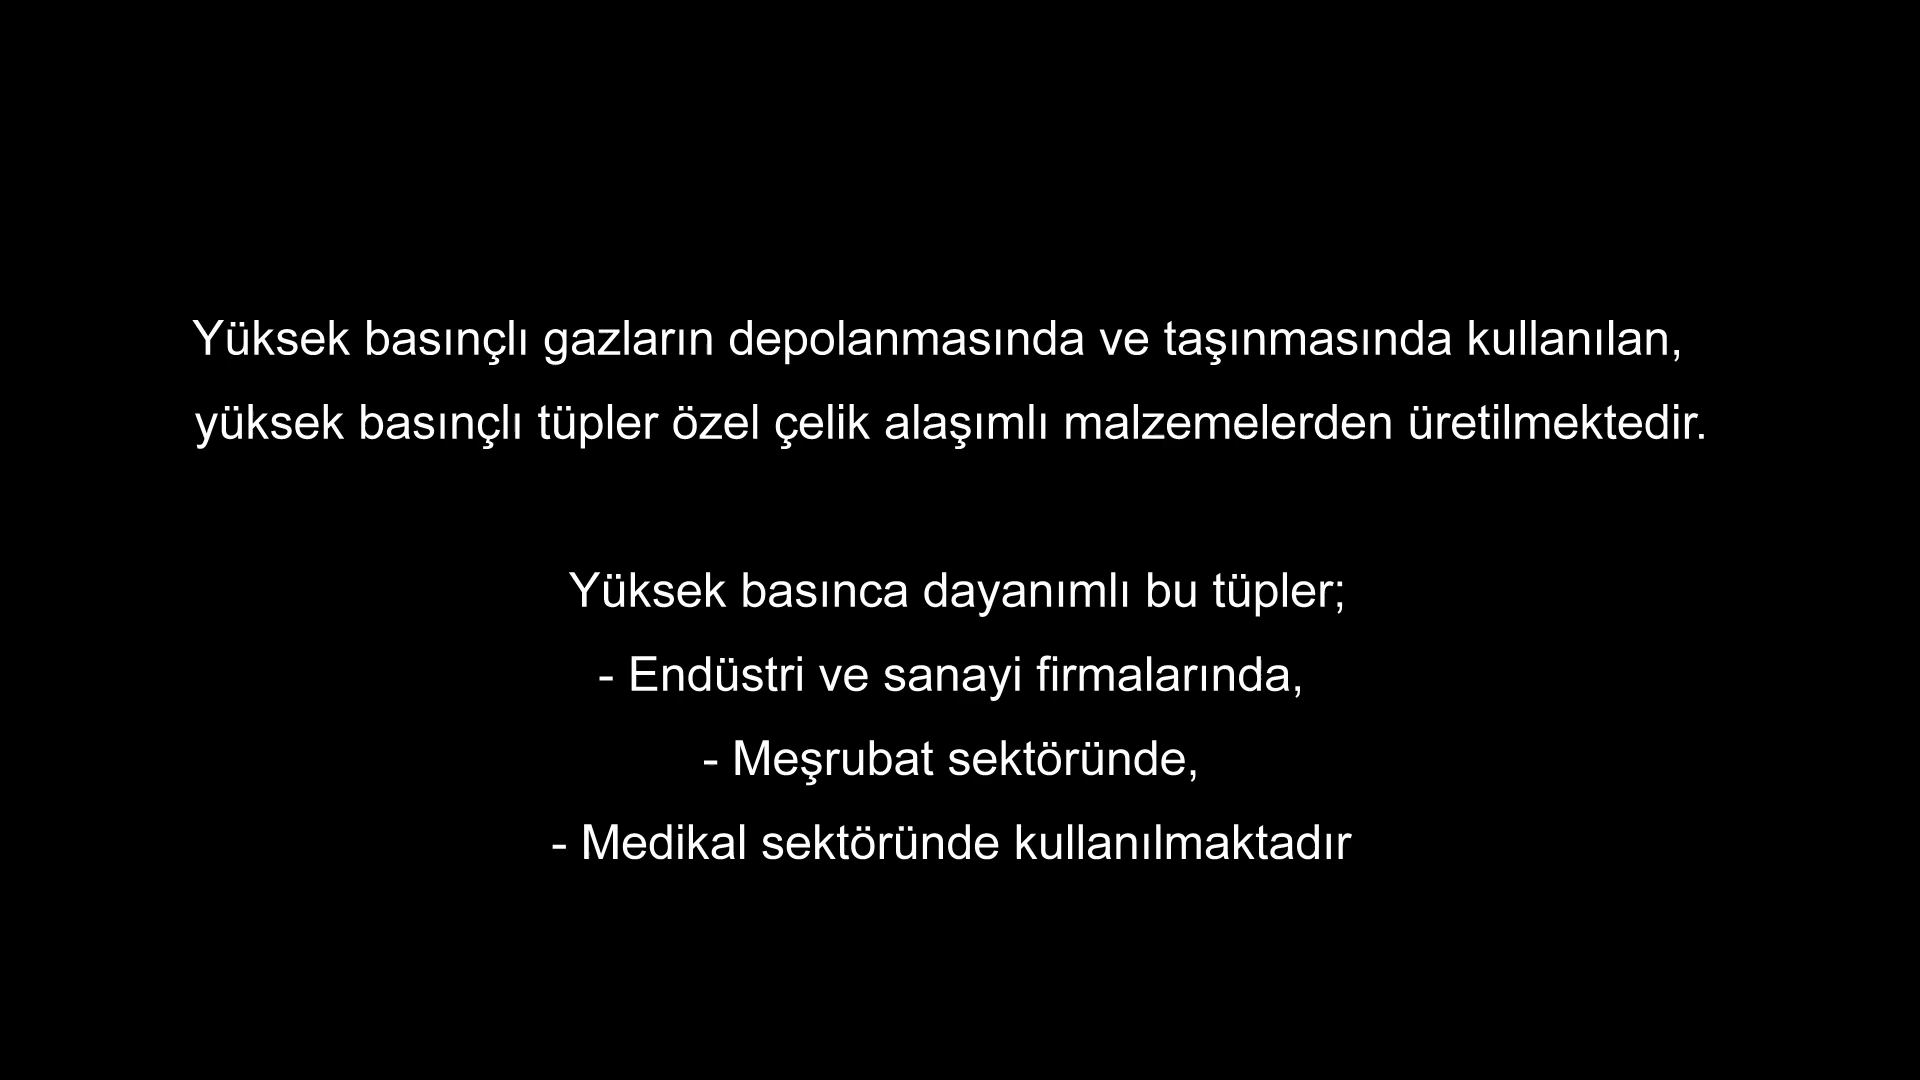 Yüksek basınçlı gazların depolanmasında ve taşınmasında kullanılan,
yüksek basınçlı tüpler özel çelik alaşımlı malzemelerden üretilmektedir.
Yüksek basınca dayanımlı bu tüpler;
- Endüstri ve sanayi firmalarında,
- Meşrubat sektöründe,
- Medikal sektöründe kullanılmaktadır